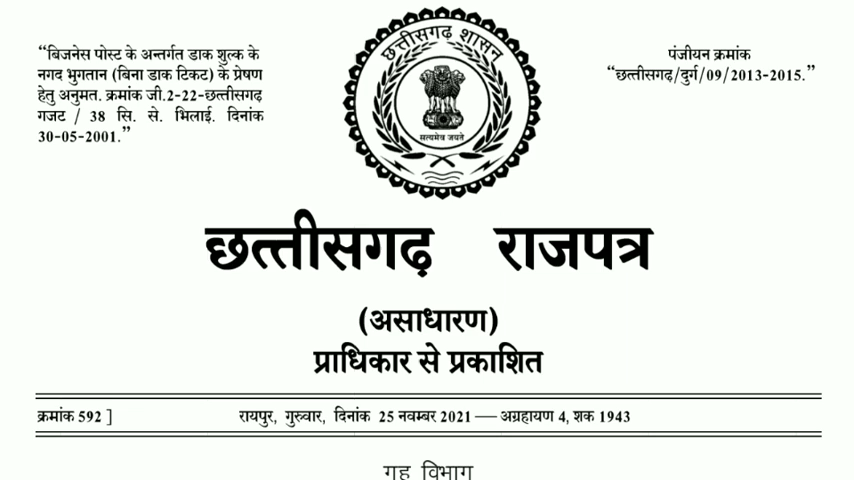 "बिजनेस पोस्ट के अन्तर्गत डाक शुल्क के
नगद भुगतान (बिना डाक टिकट) के प्रेषण
हेतु अनुमत. क्रमांक जी.2-22-छत्तीसगढ़
गजट / 38 सि. से. भिलाई. दिनांक
30-05-2001."
छत्तीसगढ़ शासन
सत्यमेव जयते
पंजीयन क्रमांक
"छत्तीसगढ़/दुर्ग/09/2013-2015."
छत्तीसगढ़ राजपत्र
(असाधारण)
प्राधिकार से प्रकाशित
क्रमांक 592 ]
रायपुर, गुरुवार, दिनांक 25 नवम्बर 2021 — अग्रहायण 4, शक 1943
गृह विभाग